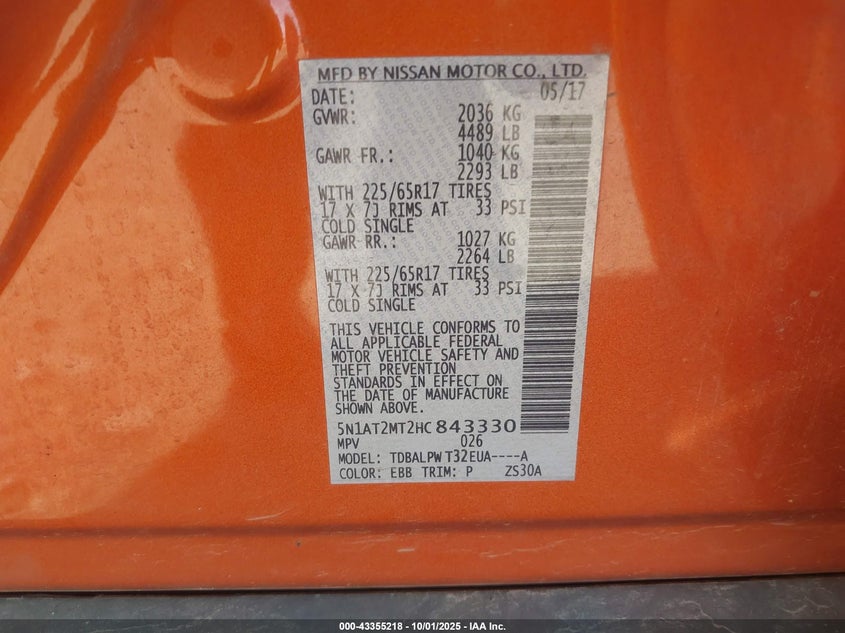 MFD BY NISSAN MOTOR CO., LTD.
DATE: 05/17
GVWR: 2036 KG
4489 LB
GAWR FR.: 1040 KG
2293 LB
WITH 225/65R17 TIRES
17 X 7J RIMS AT 33 PSI
COLD SINGLE
GAWR RR.: 1027 KG
2264 LB
WITH 225/65R17 TIRES
17 X 7J RIMS AT 33 PSI
COLD SINGLE
THIS VEHICLE CONFORMS TO
ALL APPLICABLE FEDERAL
MOTOR VEHICLE SAFETY AND
THEFT PREVENTION
STANDARDS IN EFFECT ON
THE DATE OF MANUFACTURE
SHOWN ABOVE.
5N1AT2MT2HC843330
MPV 026
MODEL: TDBALPW T32EUA----A
COLOR: EBB TRIM: P ZS30A
000-43355218 - 10/01/2025 - IAA Inc.